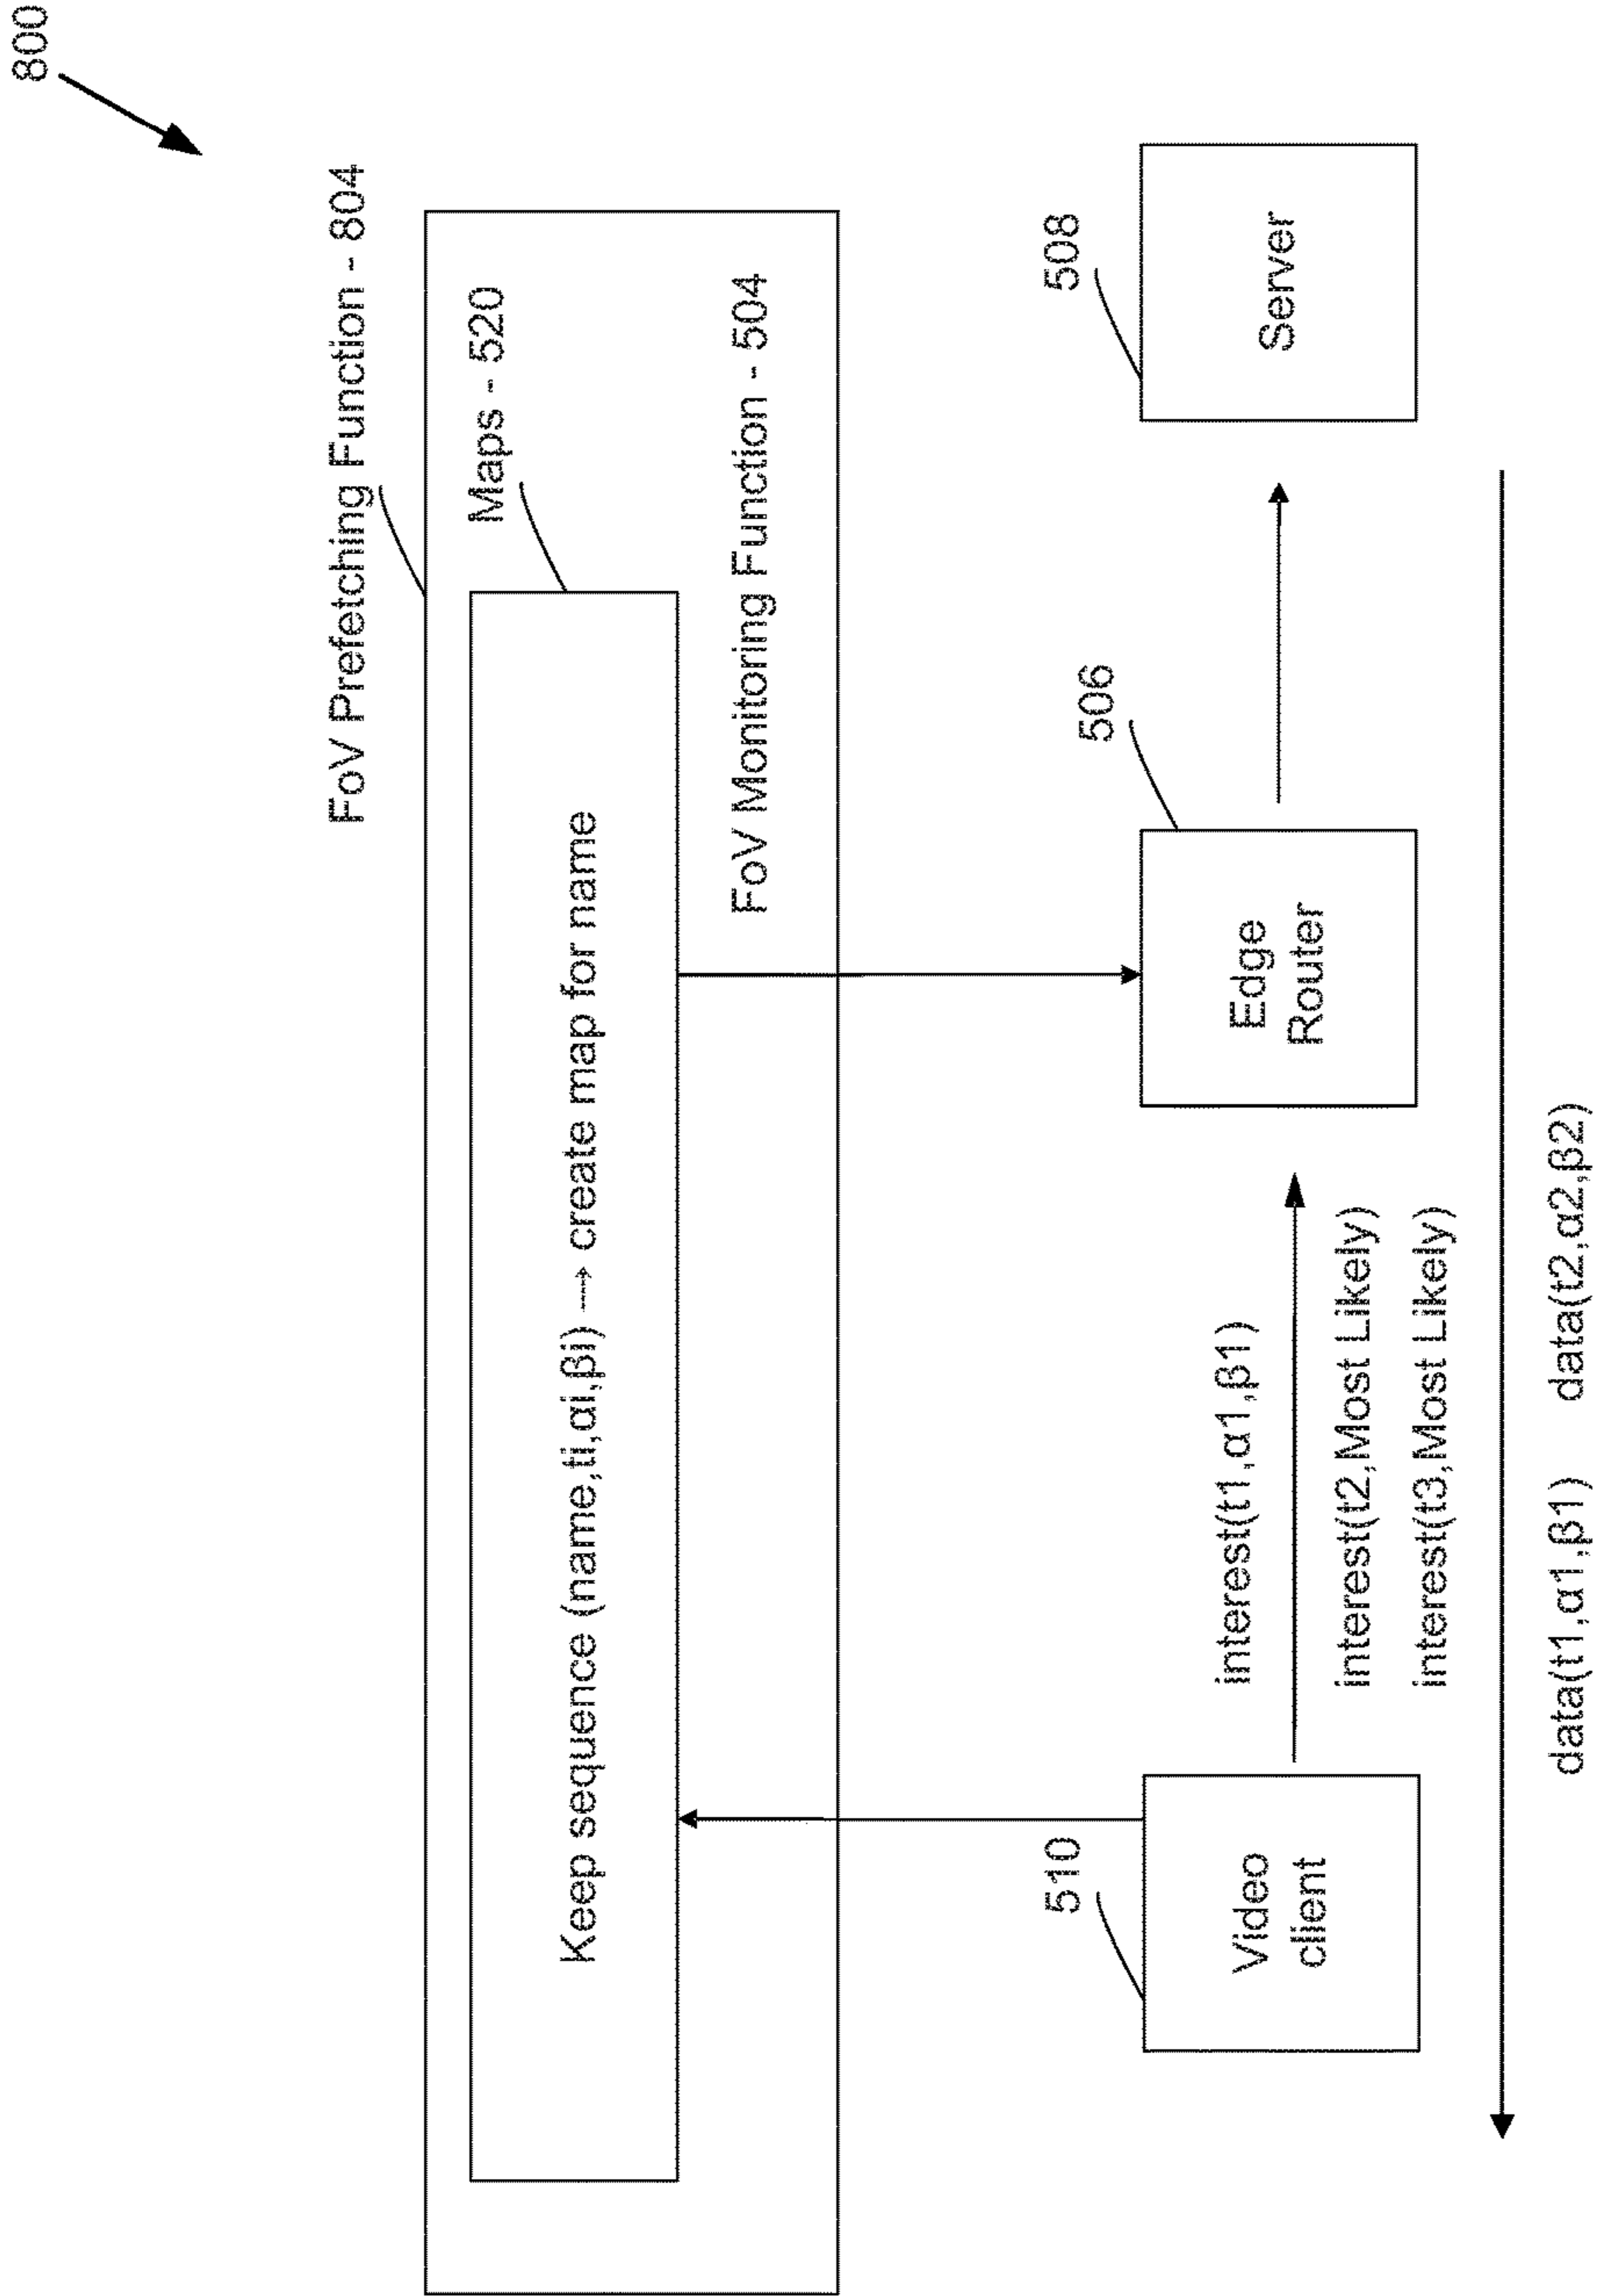 800
FoV Prefetching Function - 804
Maps - 520
Keep sequence (name,ti,αi,βi) → create map for name
FoV Monitoring Function - 504
510
Video
client
interest(t1,α1,β1)
interest(t2,Most Likely)
interest(t3,Most Likely)
506
Edge
Router
508
Server
data(t1,α1,β1)
data(t2,α2,β2)